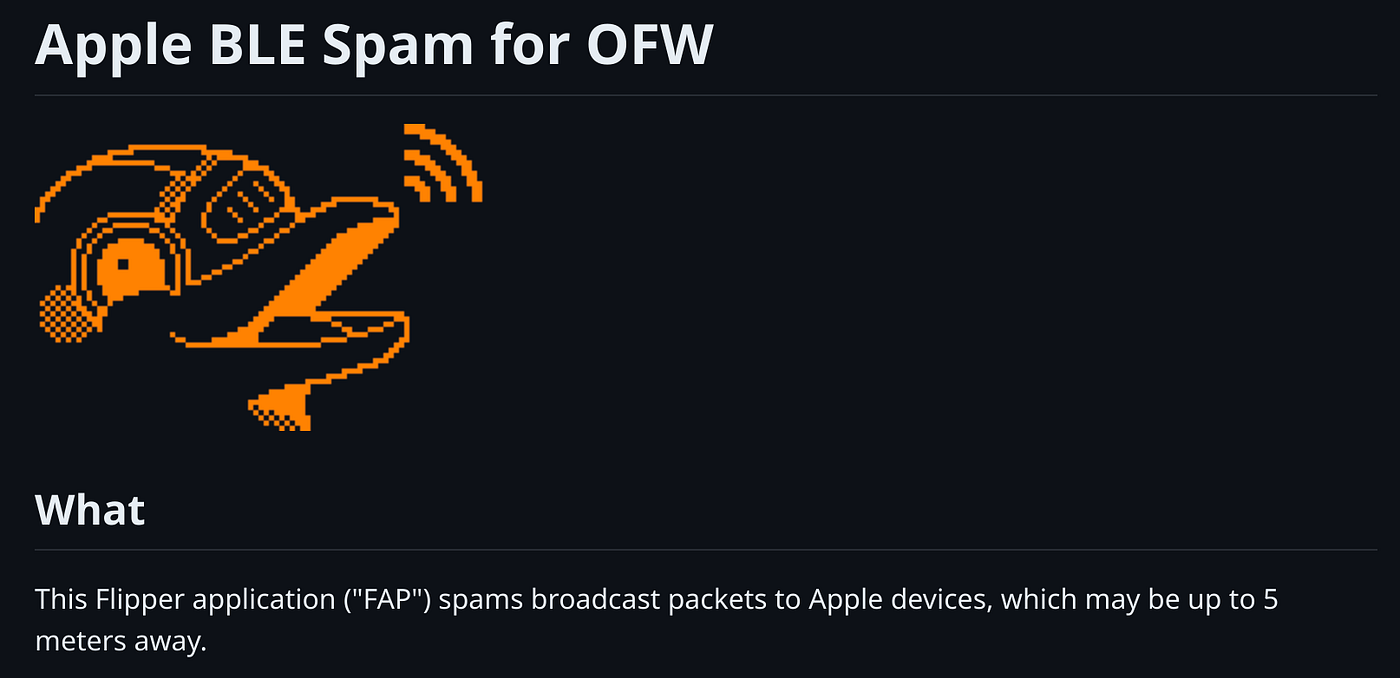 Apple BLE Spam for OFW
What
This Flipper application ("FAP") spams broadcast packets to Apple devices, which may be up to 5
meters away.